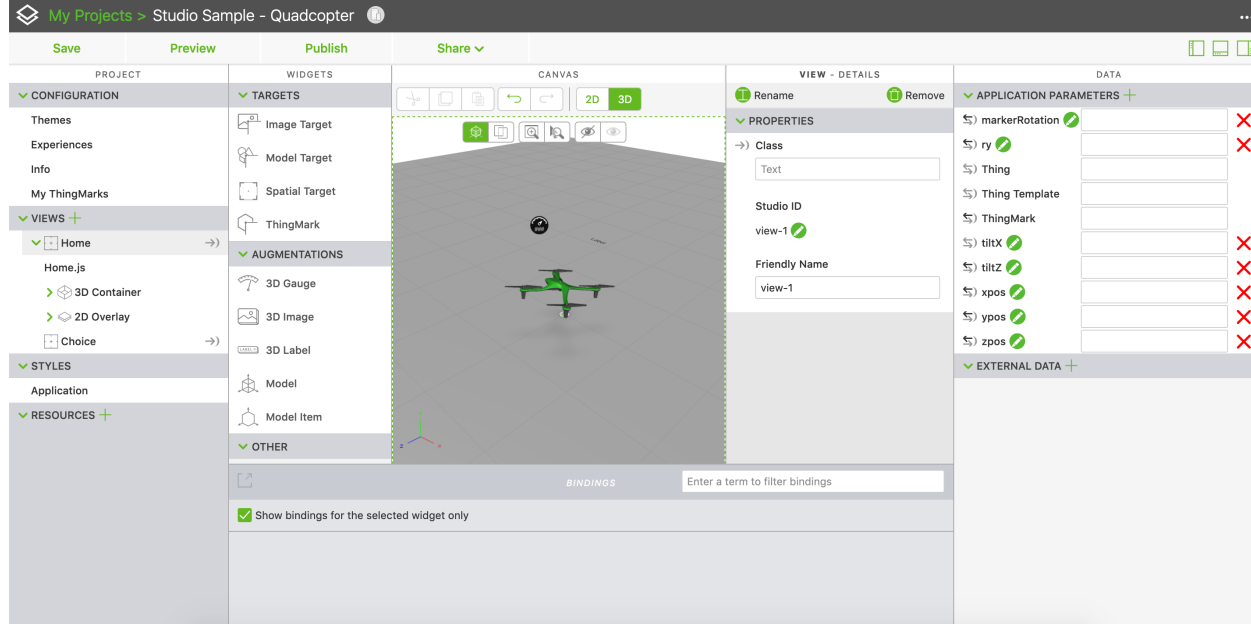 My Projects > Studio Sample - Quadcopter
Save
Preview
Publish
Share
PROJECT
CONFIGURATION
Themes
Experiences
Info
My ThingMarks
VIEWS
Home
Home.js
3D Container
2D Overlay
Choice
STYLES
Application
RESOURCES
WIDGETS
TARGETS
Image Target
Model Target
Spatial Target
ThingMark
AUGMENTATIONS
3D Gauge
3D Image
3D Label
Model
Model Item
OTHER
CANVAS
2D
3D
z
x
VIEW - DETAILS
Rename
Remove
PROPERTIES
Class
Text
Studio ID
view-1
Friendly Name
view-1
DATA
APPLICATION PARAMETERS
markerRotation
ry
Thing
Thing Template
ThingMark
tiltX
tiltZ
xpos
ypos
zpos
EXTERNAL DATA
BINDINGS
Enter a term to filter bindings
Show bindings for the selected widget only